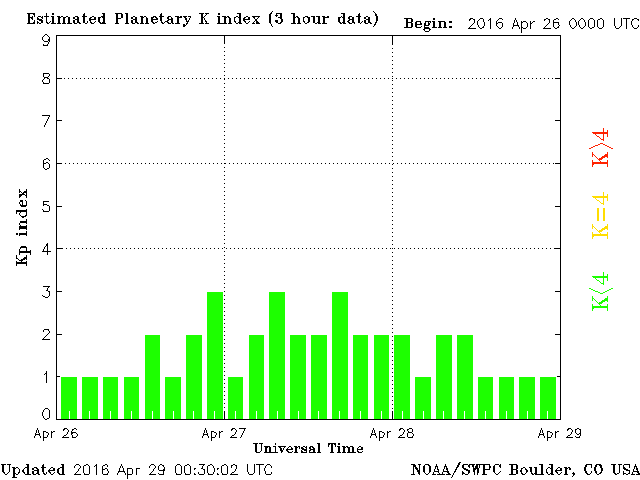 Estimated Planetary K index (3 hour data) Begin: 2016 Apr 26 0000 UTC
9
8
7
6
5
4
3
2
1
0
Kp index
K>4
K=4
K<4
Apr 26 Apr 27 Apr 28 Apr 29
Universal Time
Updated 2016 Apr 29 00:30:02 UTC NOAA/SWPC Boulder, CO USA